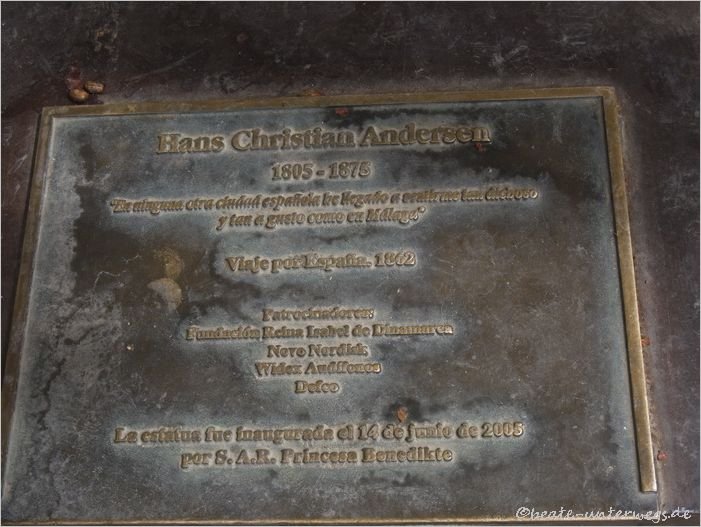 Hans Christian Andersen
1805 - 1875
"En ninguna otra ciudad española he llegado a sentirme tan dichoso
y tan a gusto como en Málaga"
Viaje por España. 1862
Patrocinadores:
Fundación Reina Isabel de Dinamarca
Novo Nordisk
Widex Audífonos
Defco
La estatua fue inaugurada el 14 de junio de 2005
por S. A. R. Princesa Benedikte
©beate-unterwegs.de